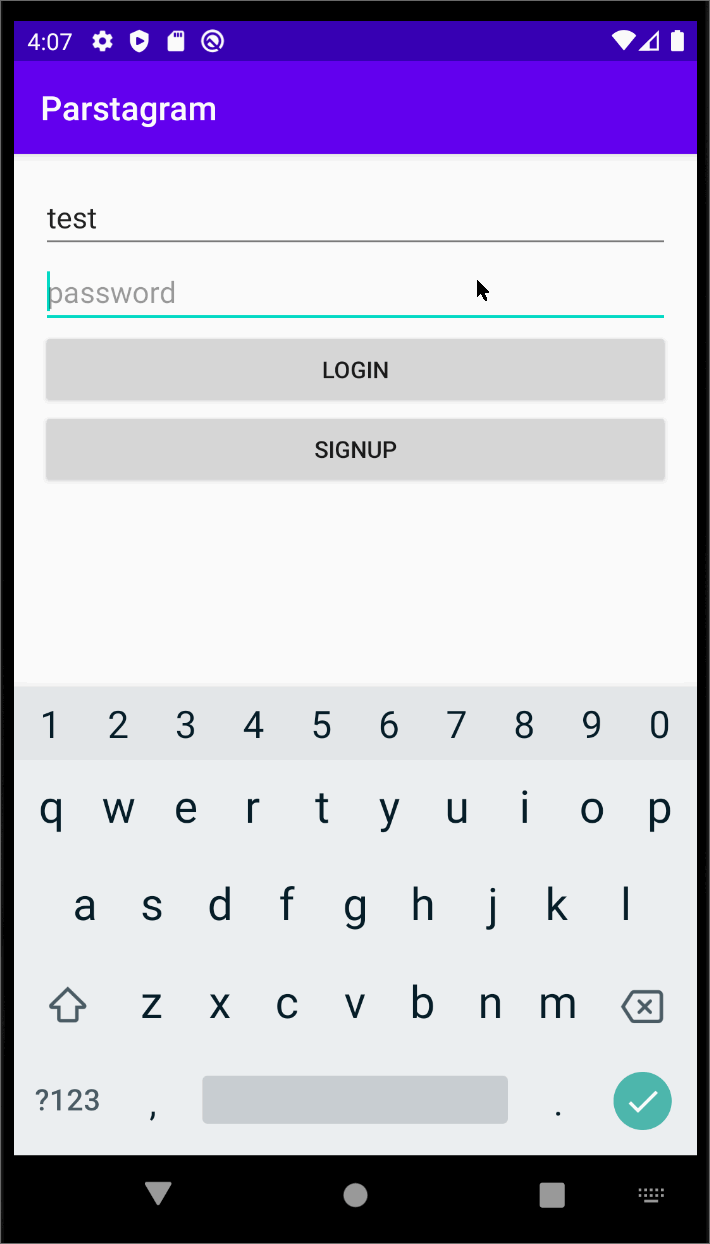 4:07
Parstagram
test
password
LOGIN
SIGNUP
1 2 3 4 5 6 7 8 9 0
q w e r t y u i o p
a s d f g h j k l
z x c v b n m
?123 , .